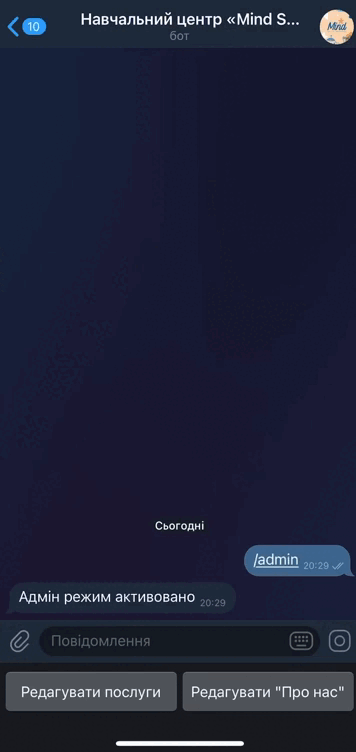 10
Навчальний центр «Mind S...
бот
Mind
Сьогодні
/admin 20:29
Адмін режим активовано 20:29
Повідомлення
Редагувати послуги
Редагувати "Про нас"